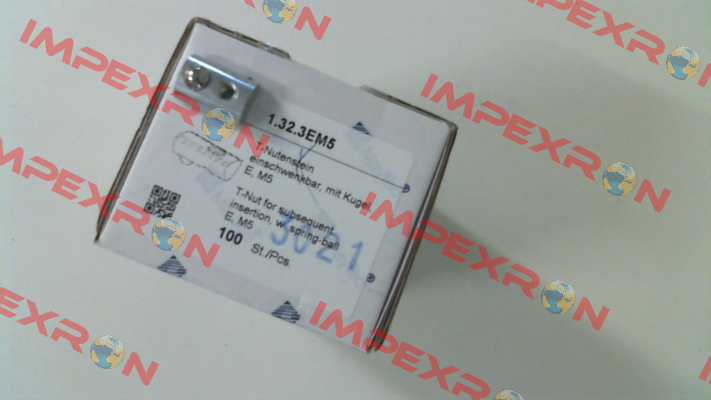 1.32.3EM5
T-Nutenstein
einschwenkbar, mit Kugel
E, M5
T-Nut for subsequent
insertion, w. spring-ball
E, M5
100 St./Pcs.
3021
IMPEXRON
IMPEXRON
IMPEXRON
IMPEXRON
IMPEXRON
IMPEXRON
IMPEXRON